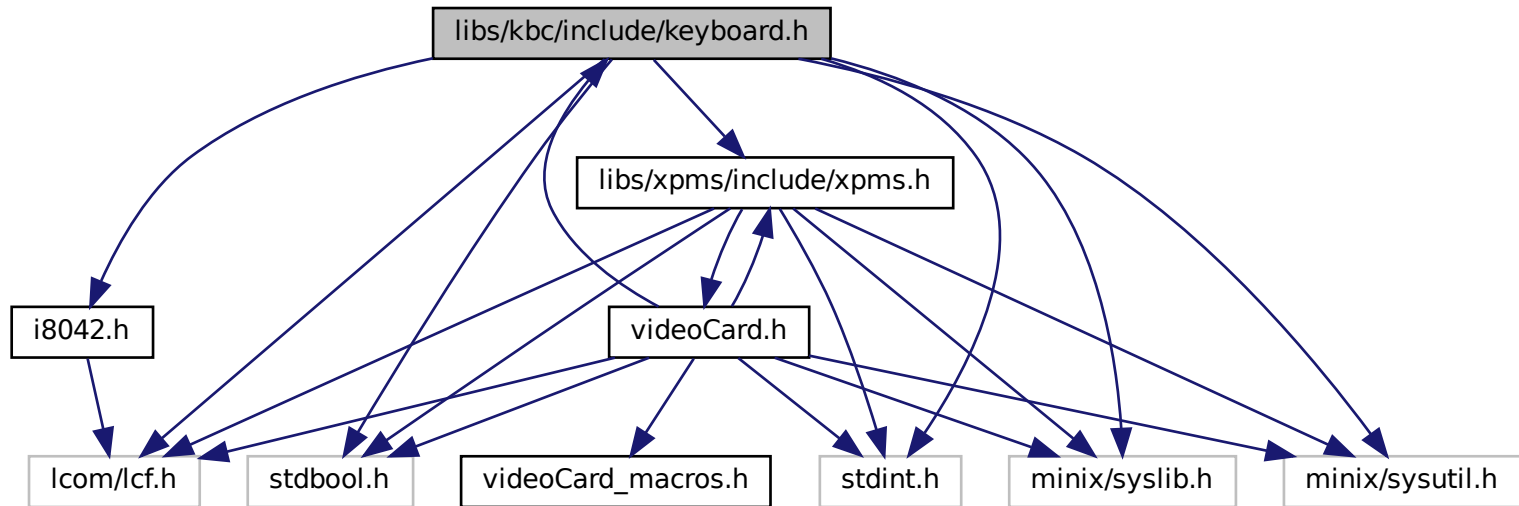 libs/kbc/include/keyboard.h
libs/xpms/include/xpms.h
i8042.h
videoCard.h
lcom/lcf.h
stdbool.h
videoCard_macros.h
stdint.h
minix/syslib.h
minix/sysutil.h